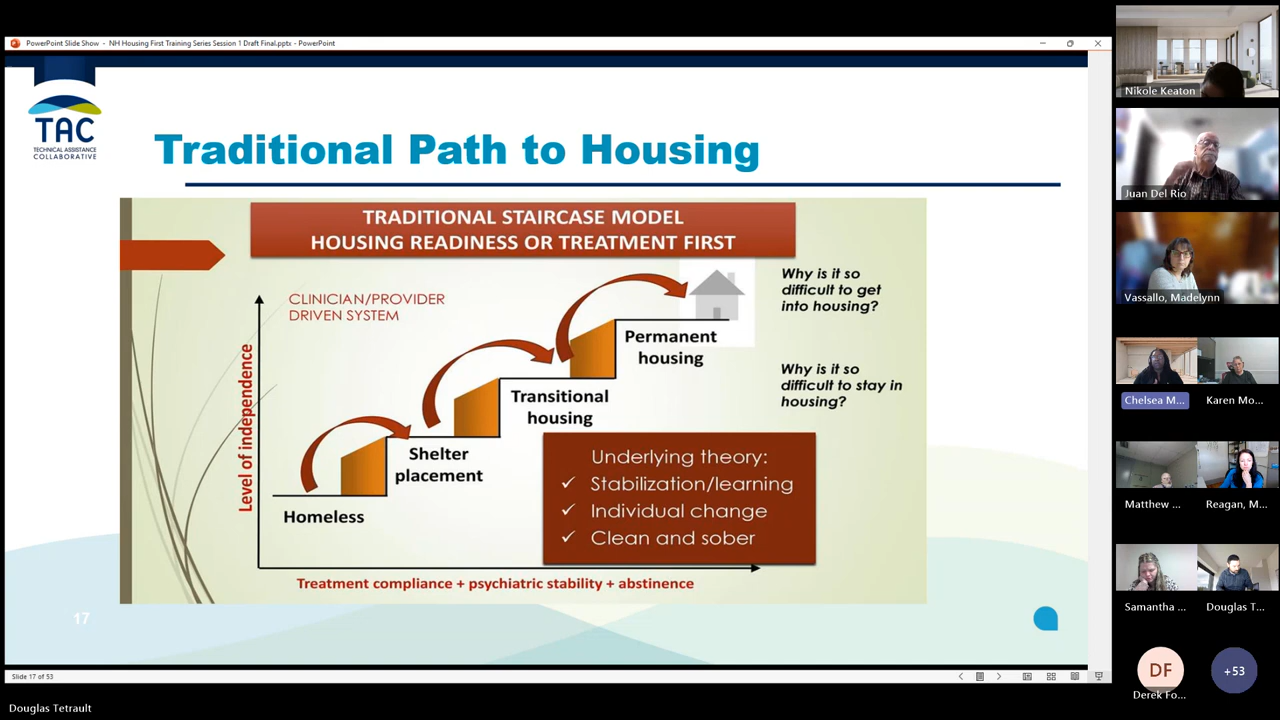 PowerPoint Slide Show - NH Housing First Training Series Session 1 Draft Final.pptx - PowerPoint
TAC
TECHNICAL ASSISTANCE
COLLABORATIVE
Traditional Path to Housing
TRADITIONAL STAIRCASE MODEL
HOUSING READINESS OR TREATMENT FIRST
CLINICIAN/PROVIDER
DRIVEN SYSTEM
Why is it so
difficult to get
into housing?
Why is it so
difficult to stay in
housing?
Level of independence
Permanent
housing
Transitional
housing
Shelter
placement
Homeless
Underlying theory:
✓ Stabilization/learning
✓ Individual change
✓ Clean and sober
Treatment compliance + psychiatric stability + abstinence
17
Slide 17 of 53
Douglas Tetrault
Nikole Keaton
Juan Del Rio
Vassallo, Madelynn
Chelsea M...
Karen Mo...
Matthew ...
Reagan, M...
Samantha ...
Douglas T...
DF
+53
Derek Fo...